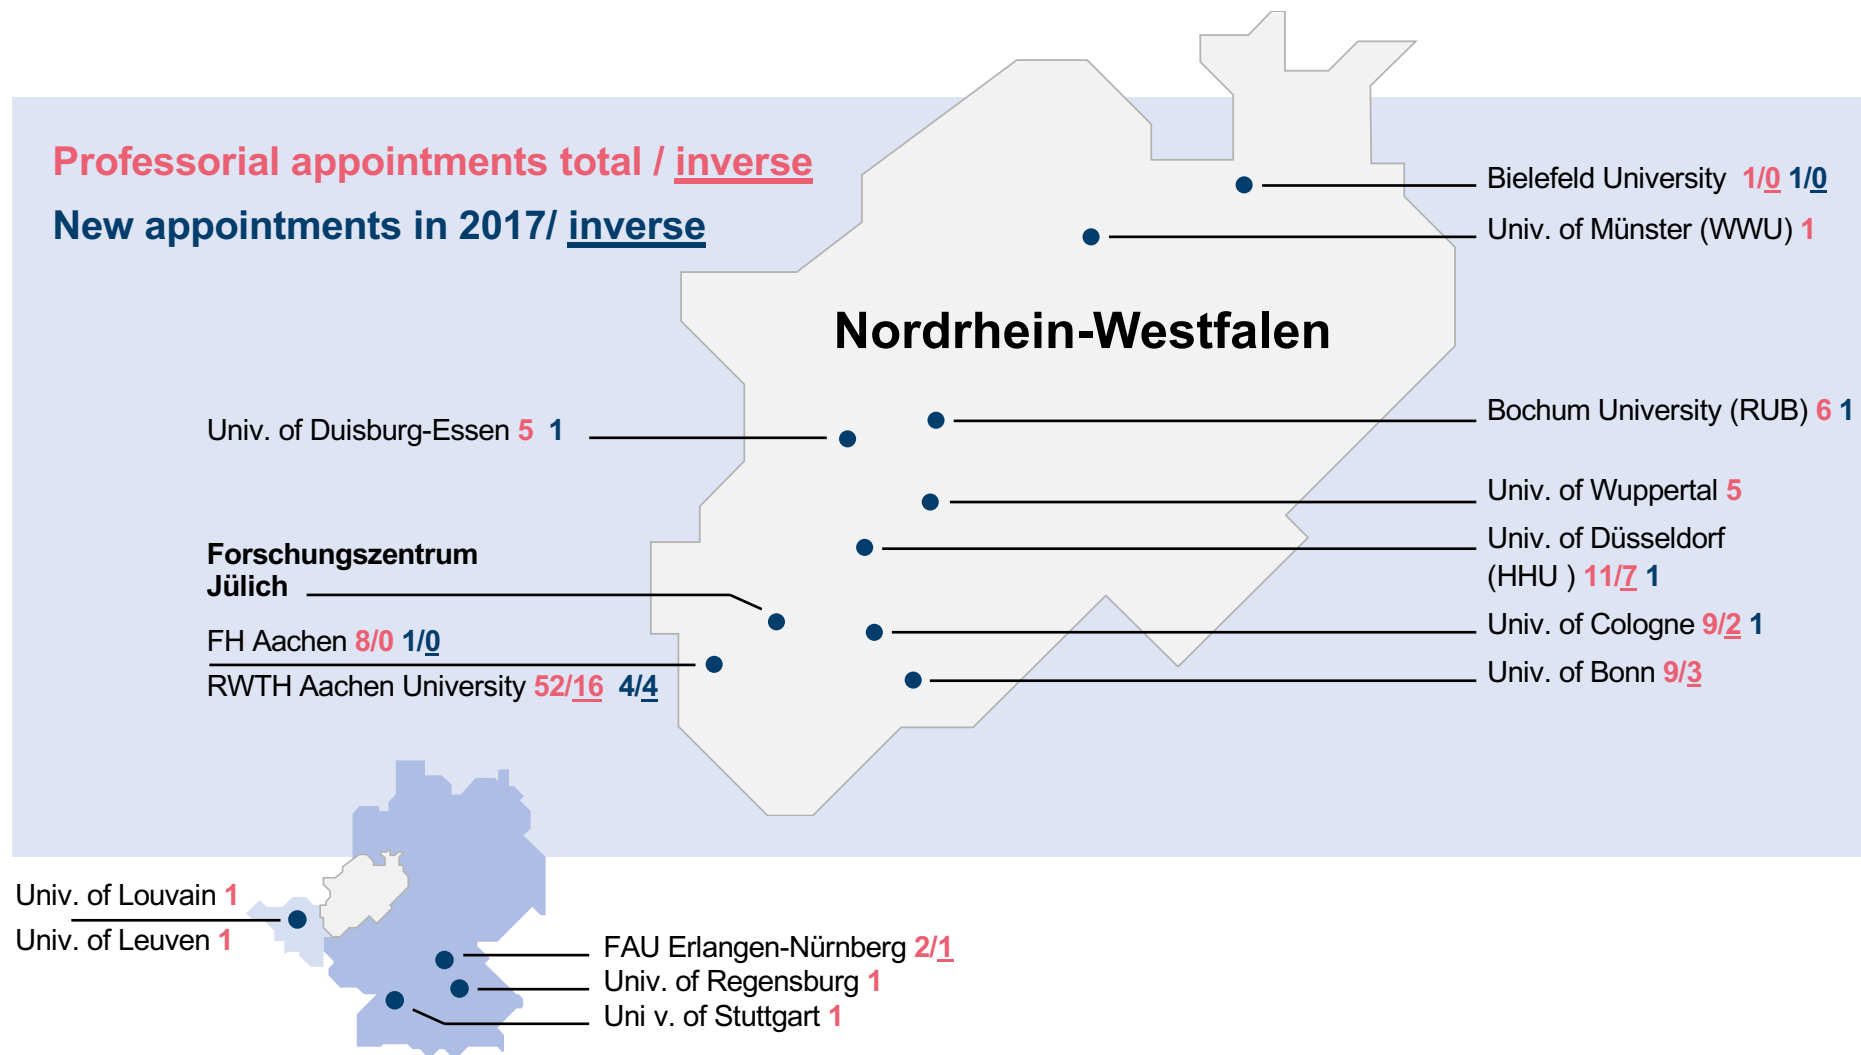 Professorial appointments total / inverse
New appointments in 2017/ inverse
Bielefeld University 1/0 1/0
Univ. of Münster (WWU) 1
Nordrhein-Westfalen
Univ. of Duisburg-Essen 5 1
Bochum University (RUB) 6 1
Univ. of Wuppertal 5
Univ. of Düsseldorf
(HHU ) 11/7 1
Forschungszentrum
Jülich
Univ. of Cologne 9/2 1
FH Aachen 8/0 1/0
RWTH Aachen University 52/16 4/4
Univ. of Bonn 9/3
Univ. of Louvain 1
Univ. of Leuven 1
FAU Erlangen-Nürnberg 2/1
Univ. of Regensburg 1
Uni v. of Stuttgart 1